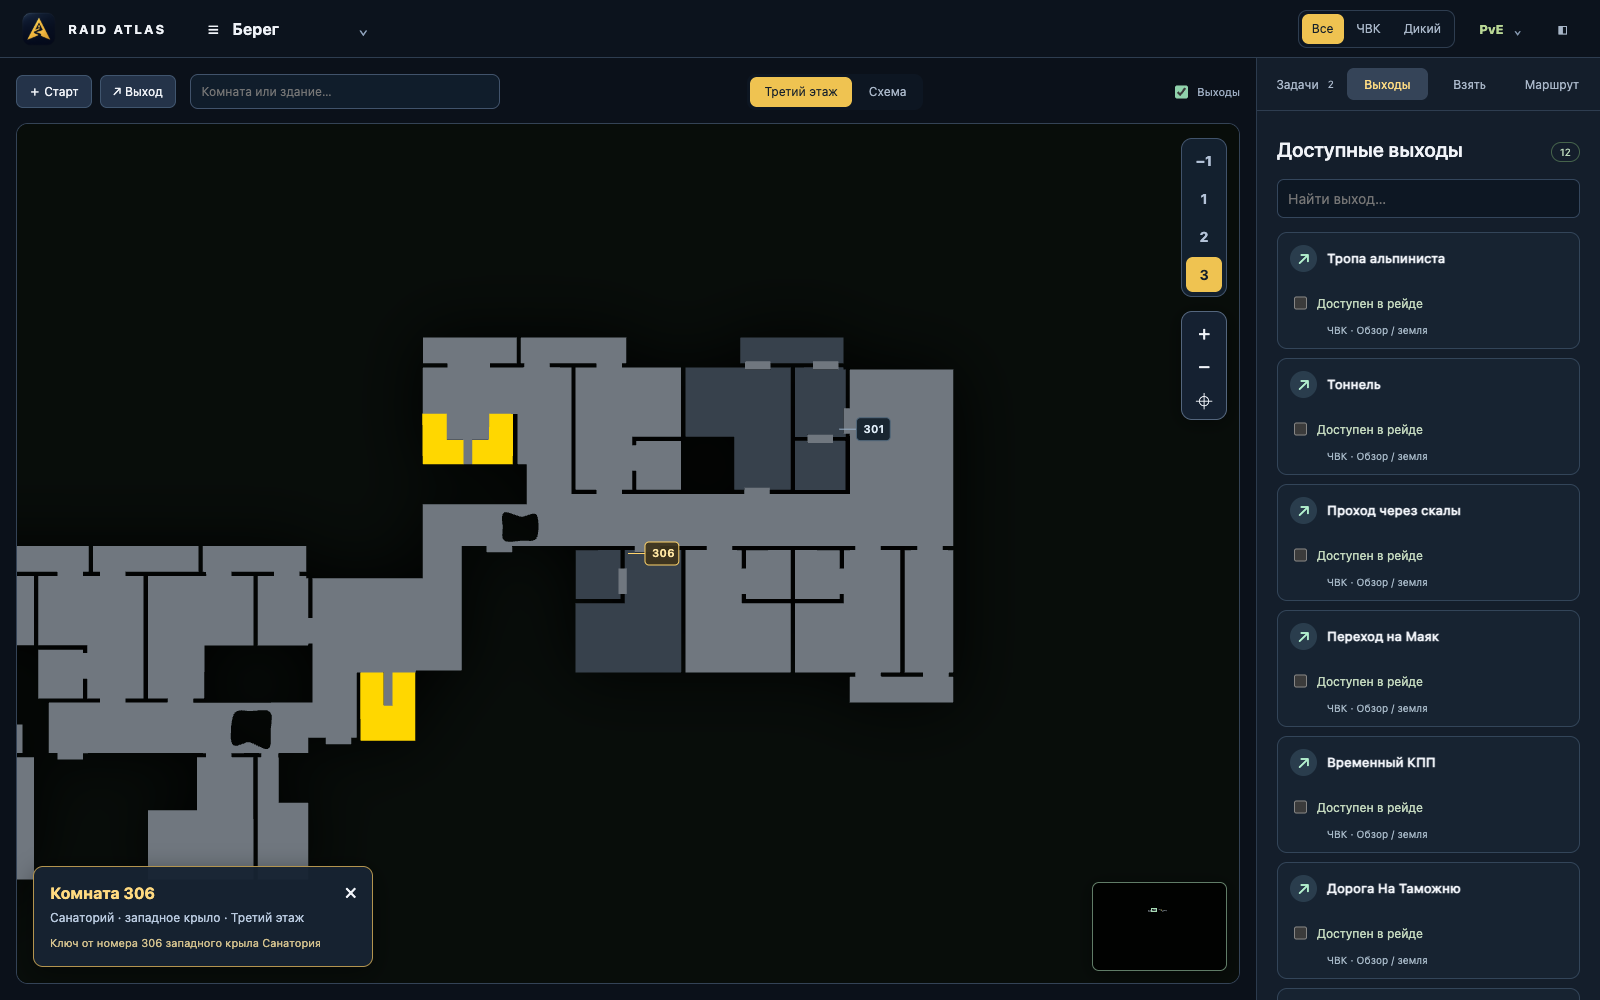 RAID ATLAS
≡ Берег
Все ЧВК Дикий
PvE
+ Старт
↗ Выход
Комната или здание...
Третий этаж Схема
Выходы
Задачи 2 Выходы Взять Маршрут
−1
1
2
3
+
−
301
306
Комната 306 ×
Санаторий · западное крыло · Третий этаж
Ключ от номера 306 западного крыла Санатория
Доступные выходы 12
Найти выход...
Тропа альпиниста
Доступен в рейде
ЧВК · Обзор / земля
Тоннель
Доступен в рейде
ЧВК · Обзор / земля
Проход через скалы
Доступен в рейде
ЧВК · Обзор / земля
Переход на Маяк
Доступен в рейде
ЧВК · Обзор / земля
Временный КПП
Доступен в рейде
ЧВК · Обзор / земля
Дорога На Таможню
Доступен в рейде
ЧВК · Обзор / земля